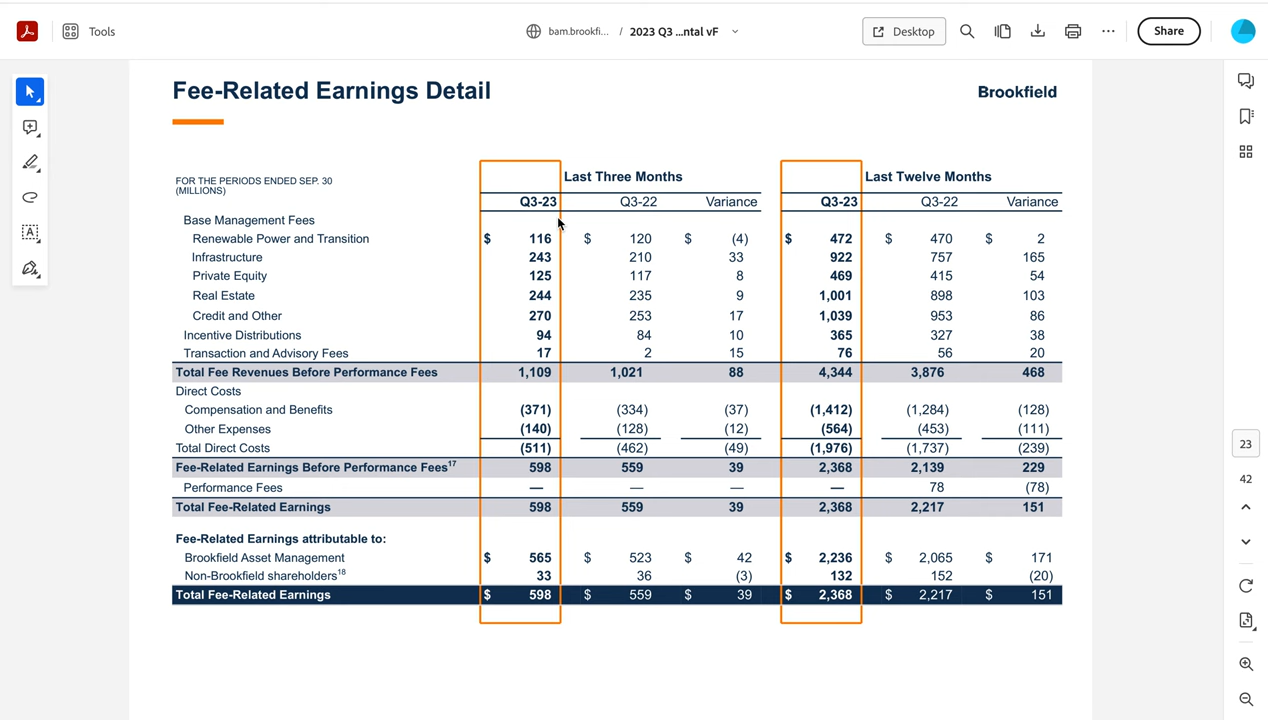 Tools
bam.brookfi... / 2023 Q3 ...ntal vF
Desktop
Share
Fee-Related Earnings Detail
Brookfield
FOR THE PERIODS ENDED SEP. 30
(MILLIONS)
Last Three Months Last Twelve Months
Q3-23 Q3-22 Variance Q3-23 Q3-22 Variance
Base Management Fees
Renewable Power and Transition $ 116 $ 120 $ (4) $ 472 $ 470 $ 2
Infrastructure 243 210 33 922 757 165
Private Equity 125 117 8 469 415 54
Real Estate 244 235 9 1,001 898 103
Credit and Other 270 253 17 1,039 953 86
Incentive Distributions 94 84 10 365 327 38
Transaction and Advisory Fees 17 2 15 76 56 20
Total Fee Revenues Before Performance Fees 1,109 1,021 88 4,344 3,876 468
Direct Costs
Compensation and Benefits (371) (334) (37) (1,412) (1,284) (128)
Other Expenses (140) (128) (12) (564) (453) (111)
Total Direct Costs (511) (462) (49) (1,976) (1,737) (239)
Fee-Related Earnings Before Performance Fees17 598 559 39 2,368 2,139 229
Performance Fees — — — — 78 (78)
Total Fee-Related Earnings 598 559 39 2,368 2,217 151
Fee-Related Earnings attributable to:
Brookfield Asset Management $ 565 $ 523 $ 42 $ 2,236 $ 2,065 $ 171
Non-Brookfield shareholders18 33 36 (3) 132 152 (20)
Total Fee-Related Earnings $ 598 $ 559 $ 39 $ 2,368 $ 2,217 $ 151
23
42